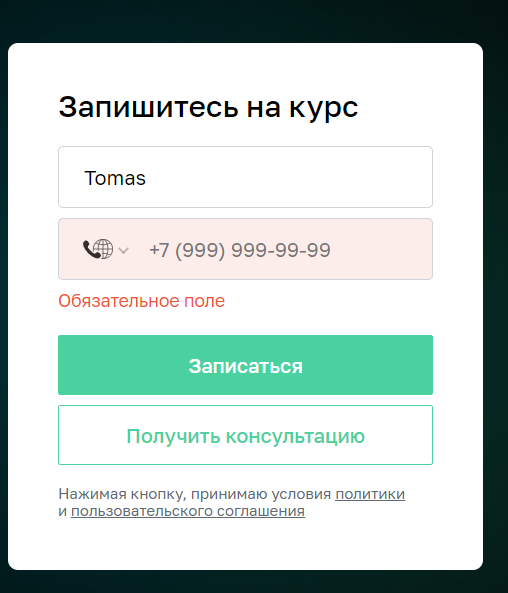 Запишитесь на курс
Tomas
+7 (999) 999-99-99
Обязательное поле
Записаться
Получить консультацию
Нажимая кнопку, принимаю условия политики
и пользовательского соглашения